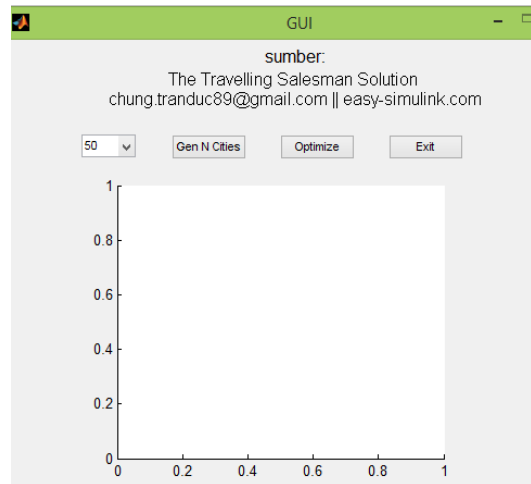 GUI
sumber:
The Travelling Salesman Solution
chung.tranduc89@gmail.com || easy-simulink.com
50 Gen N Cities Optimize Exit
1
0.8
0.6
0.4
0.2
0
0 0.2 0.4 0.6 0.8 1